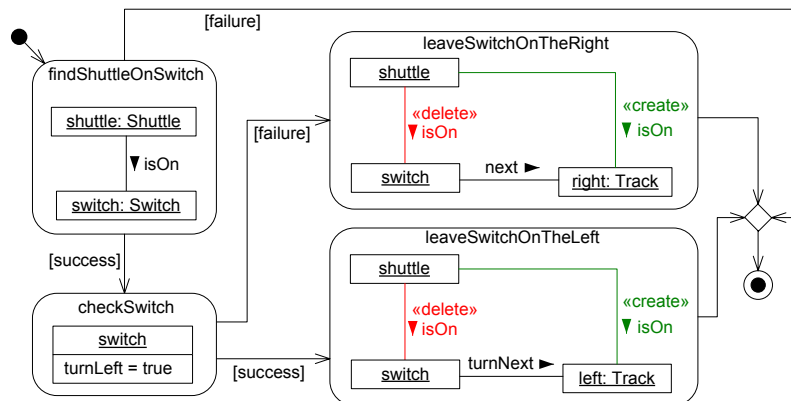 [failure]
findShuttleOnSwitch
shuttle: Shuttle
isOn
switch: Switch
[success]
checkSwitch
switch
turnLeft = true
[failure]
[success]
leaveSwitchOnTheRight
shuttle
«delete»
isOn
«create»
isOn
switch
next
right: Track
leaveSwitchOnTheLeft
shuttle
«delete»
isOn
«create»
isOn
switch
turnNext
left: Track